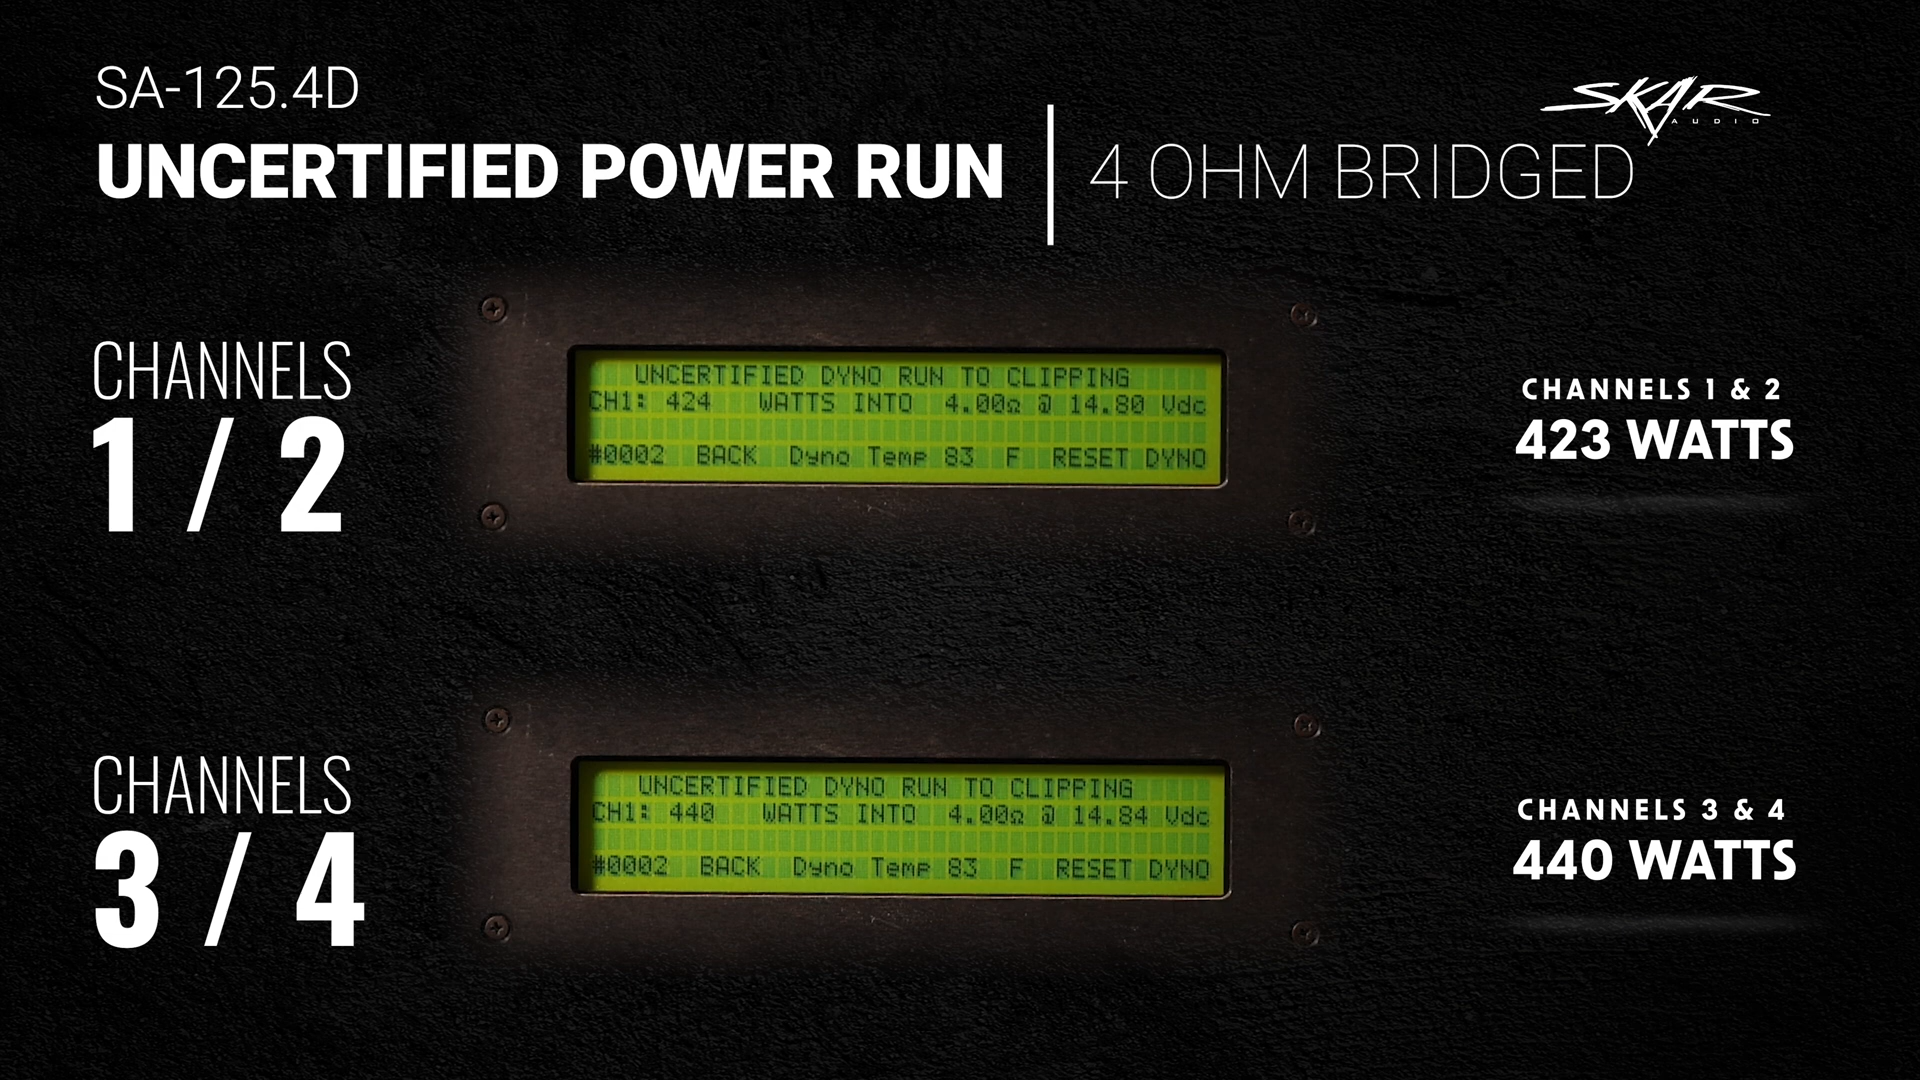 SA-125.4D
SKAR
AUDIO
UNCERTIFIED POWER RUN
4 OHM BRIDGED
CHANNELS
1 / 2
UNCERTIFIED DYNO RUN TO CLIPPING
CH1: 424 WATTS INTO 4.00Ω @ 14.80 Vdc
#0002 BACK Dyno Temp 83 F RESET DYNO
CHANNELS 1 & 2
423 WATTS
CHANNELS
3 / 4
UNCERTIFIED DYNO RUN TO CLIPPING
CH1: 440 WATTS INTO 4.00Ω @ 14.84 Vdc
#0002 BACK Dyno Temp 83 F RESET DYNO
CHANNELS 3 & 4
440 WATTS